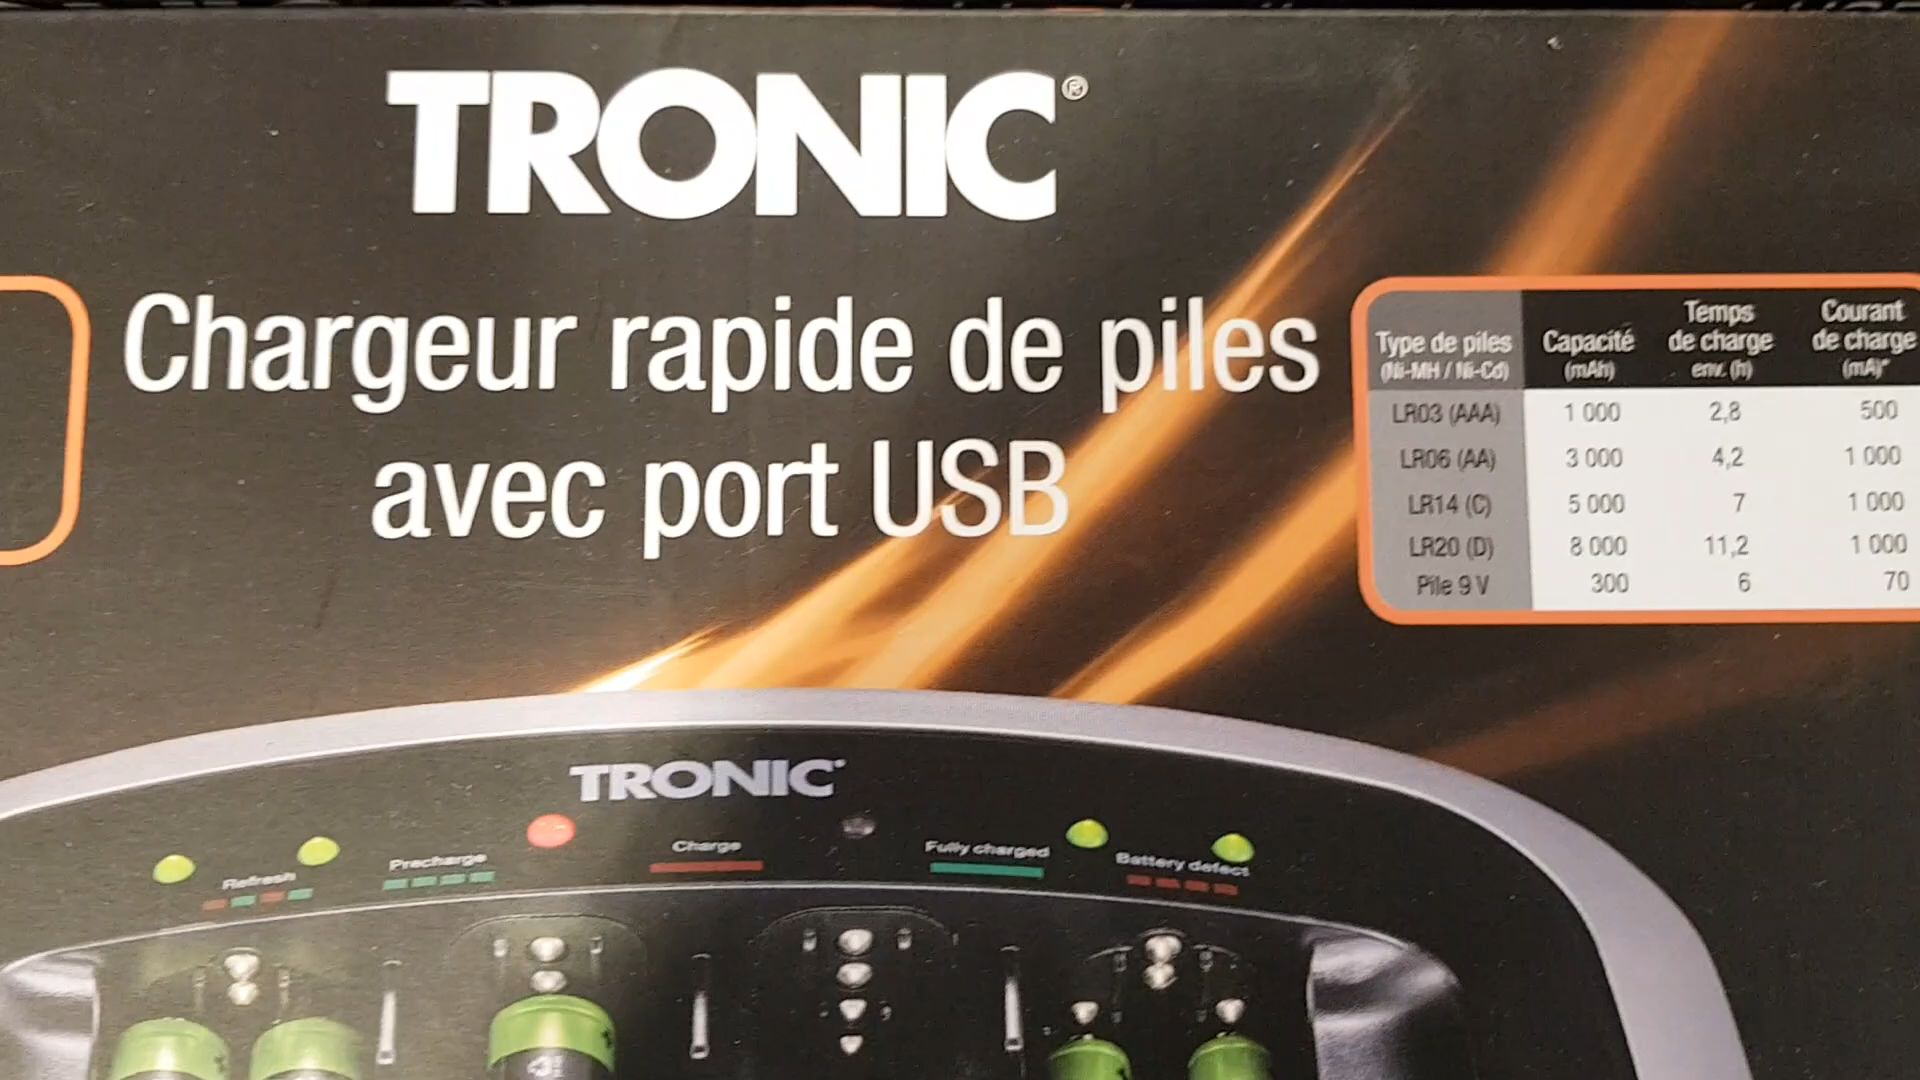 TRONIC®
Chargeur rapide de piles
avec port USB
Type de piles (Ni-MH / Ni-Cd) Capacité (mAh) Temps de charge env. (h) Courant de charge (mA)*
LR03 (AAA) 1 000 2,8 500
LR06 (AA) 3 000 4,2 1 000
LR14 (C) 5 000 7 1 000
LR20 (D) 8 000 11,2 1 000
Pile 9 V 300 6 70
TRONIC
Refresh Precharge Charge Fully charged Battery defect